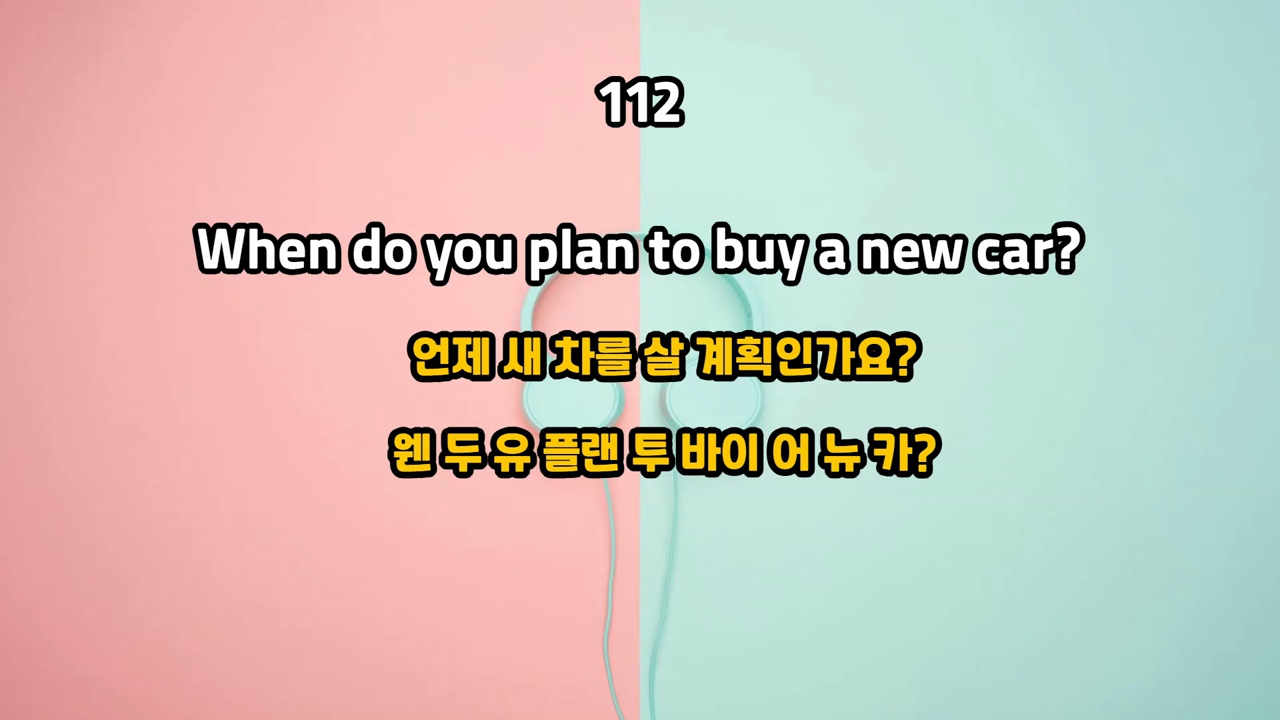 112
When do you plan to buy a new car?
언제 새 차를 살 계획인가요?
웬 두 유 플랜 투 바이 어 뉴 카?